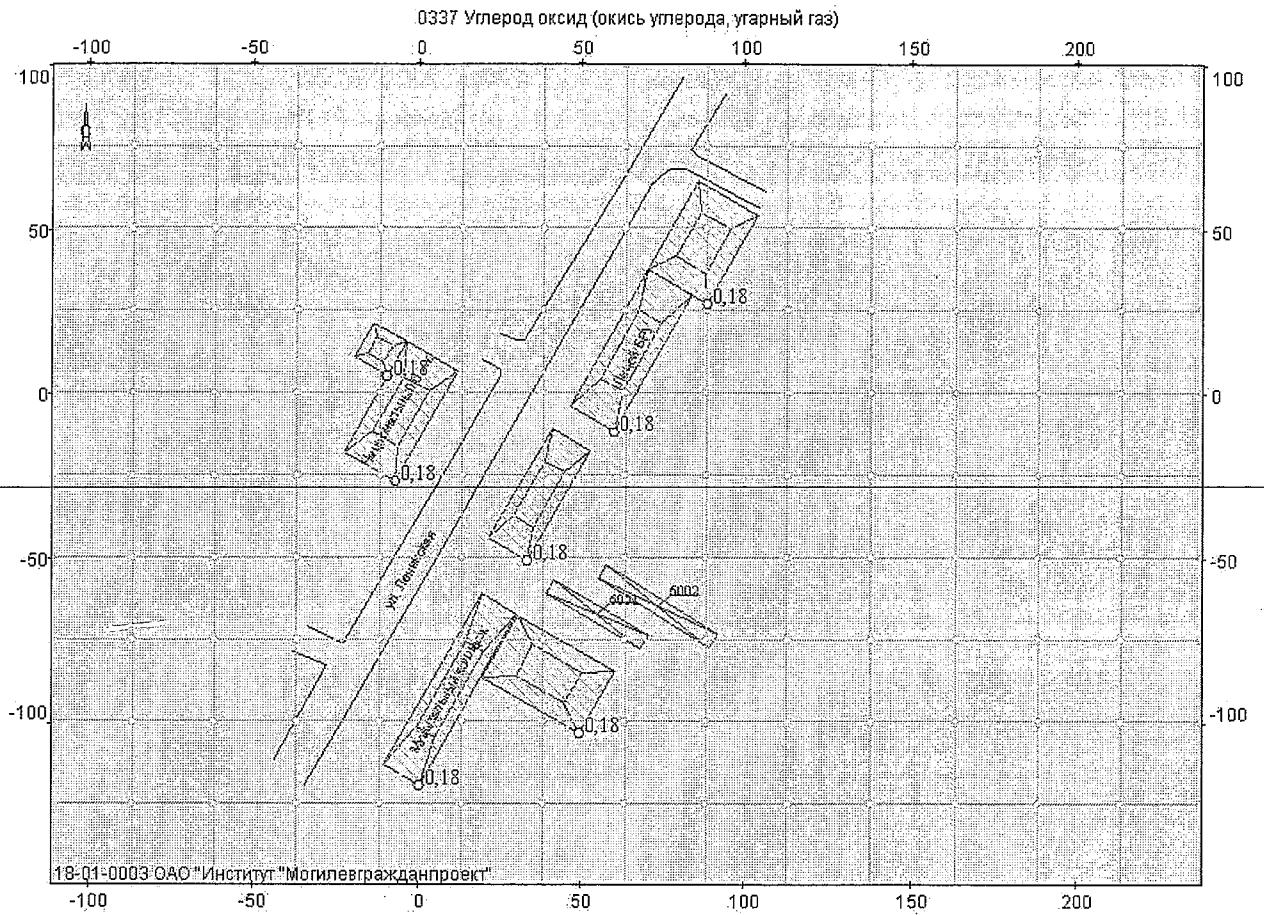 0337 Углерод оксид (окись углерода, угарный газ)
-100 -50 0 50 100 150 200
100 100
50 50
0,18
0,18
0 0
0,18
0,18
0,18
-50 -50
6002
ул. Ленинская
-100 -100
0,18
0,18
18-01-0003 ОАО "Институт "Могилевгражданпроект"
-100 -50 0 50 100 150 200